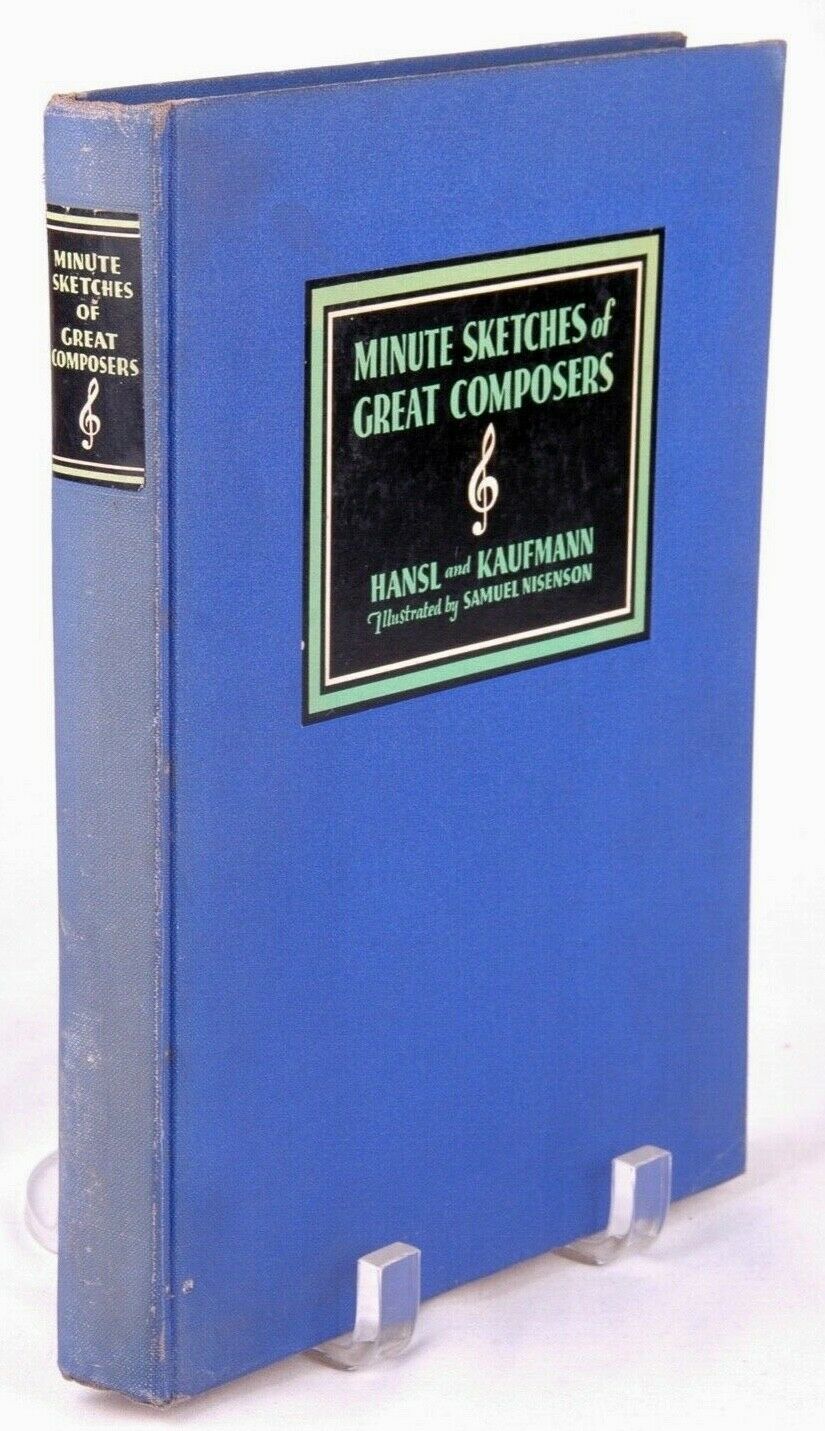 MINUTE
SKETCHES
OF
GREAT
COMPOSERS
MINUTE SKETCHES of
GREAT COMPOSERS
HANSL and KAUFMANN
Illustrated by SAMUEL NISENSON